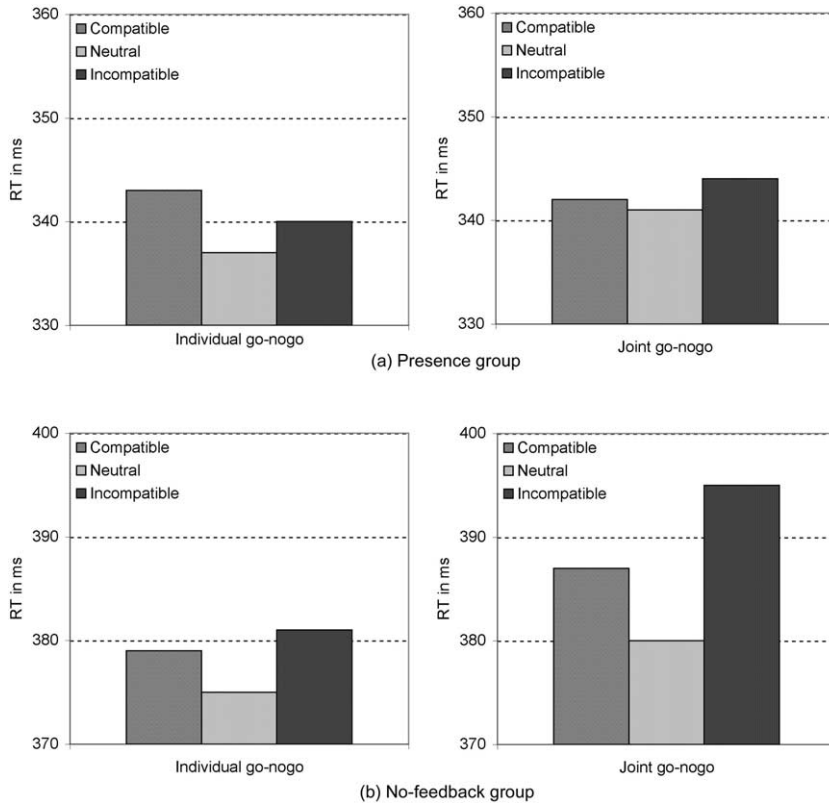 360
350
340
330
RT in ms
Compatible
Neutral
Incompatible
Individual go-nogo
360
350
340
330
RT in ms
Compatible
Neutral
Incompatible
Joint go-nogo
(a) Presence group
400
390
380
370
RT in ms
Compatible
Neutral
Incompatible
Individual go-nogo
400
390
380
370
RT in ms
Compatible
Neutral
Incompatible
Joint go-nogo
(b) No-feedback group